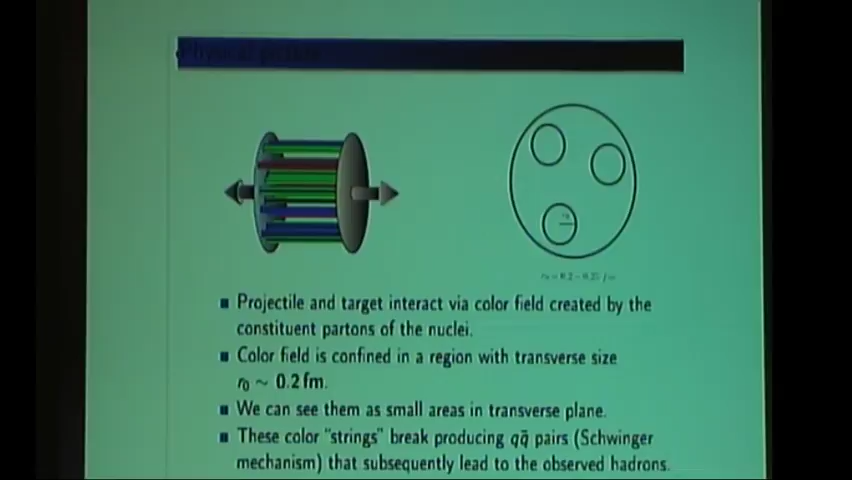 Projectile and target interact via color field created by the
constituent partons of the nuclei.
Color field is confined in a region with transverse size
r₀ ~ 0.2 fm.
We can see them as small areas in transverse plane.
These color "strings" break producing qq̄ pairs (Schwinger
mechanism) that subsequently lead to the observed hadrons.